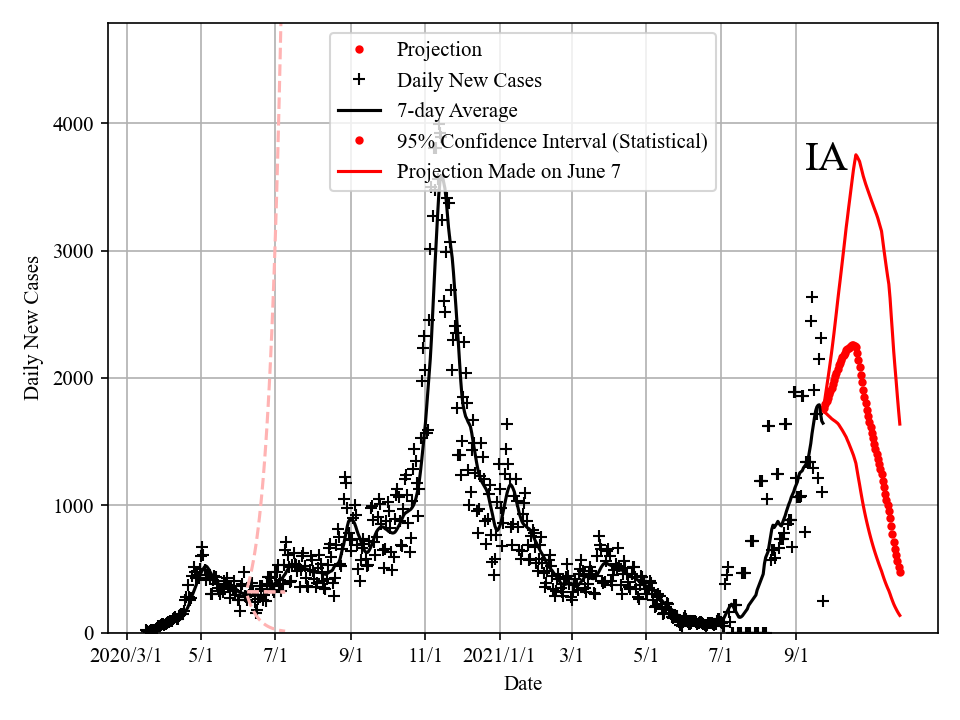 Projection
Daily New Cases
7-day Average
95% Confidence Interval (Statistical)
Projection Made on June 7
IA
4000
3000
2000
1000
0
Daily New Cases
2020/3/1 5/1 7/1 9/1 11/1 2021/1/1 3/1 5/1 7/1 9/1
Date